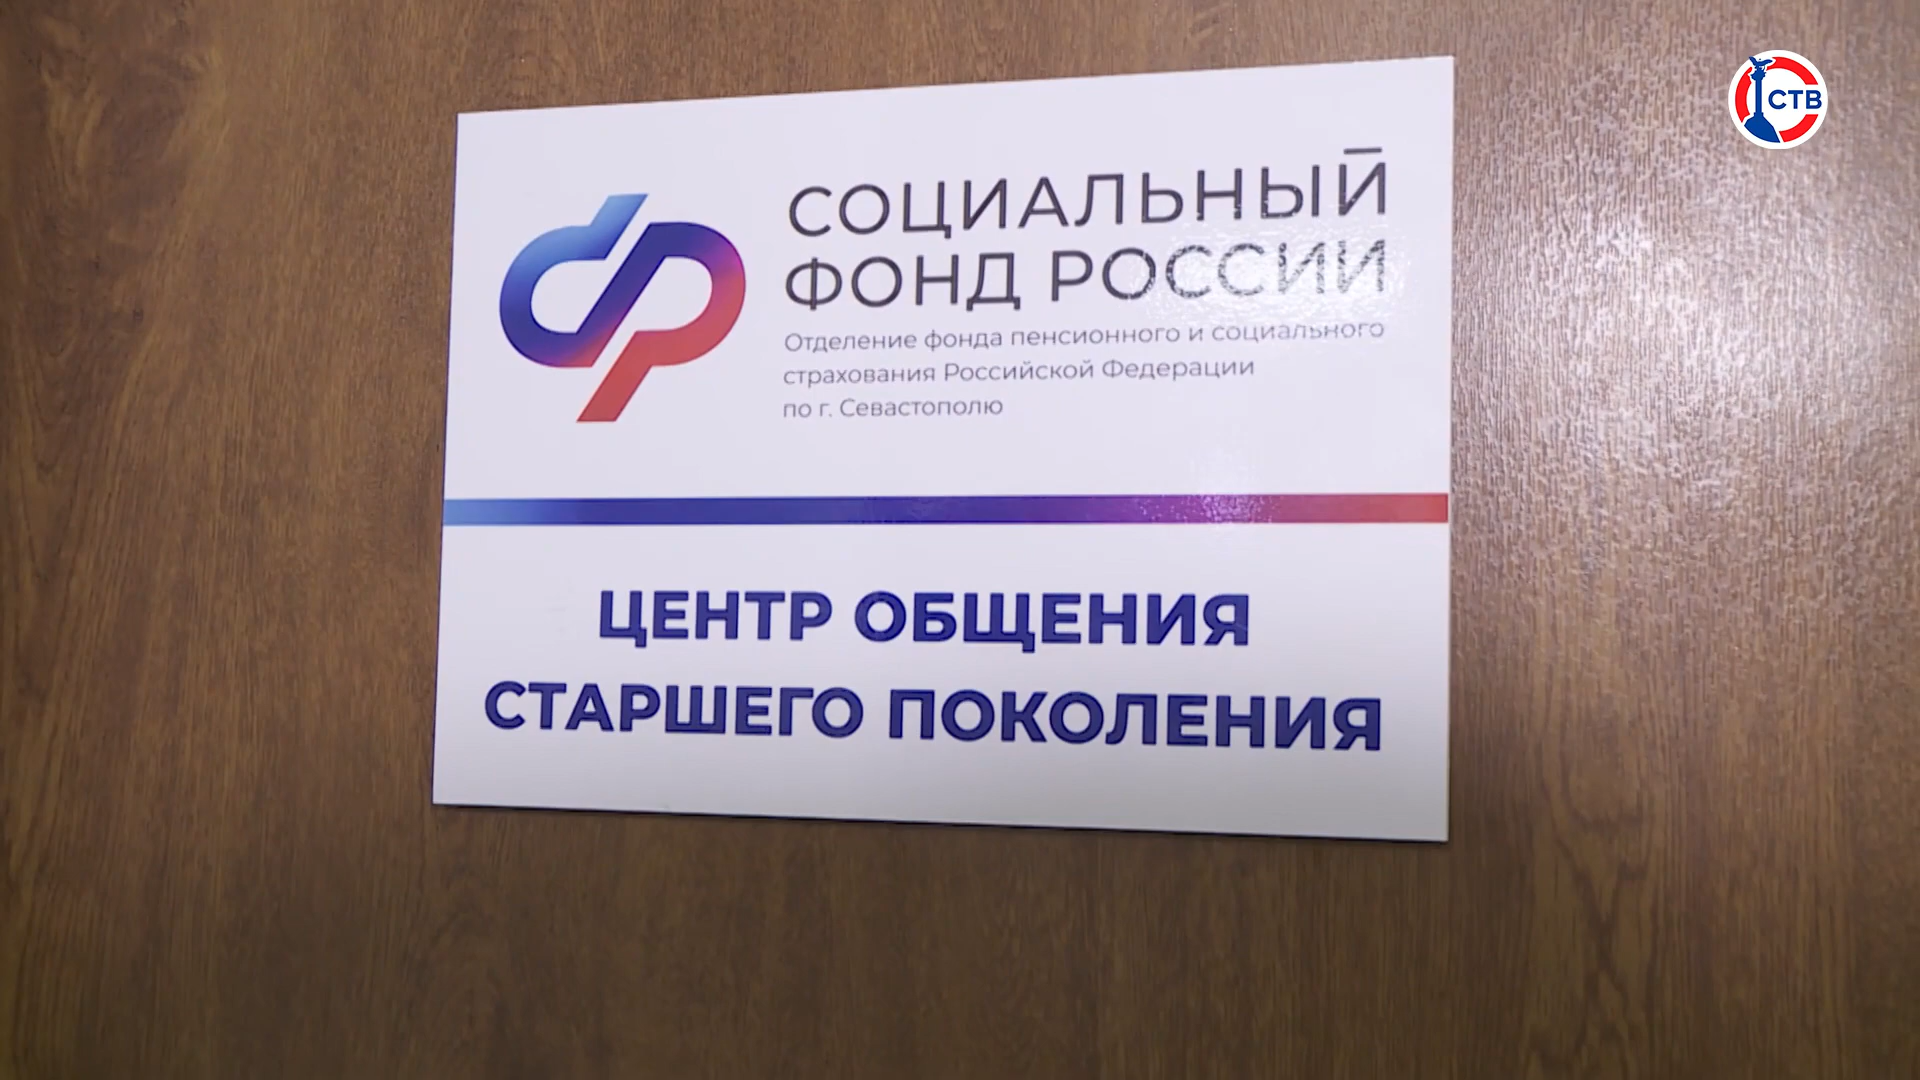 СОЦИАЛЬНЫЙ
ФОНД РОССИИ
Отделение фонда пенсионного и социального
страхования Российской Федерации
по г. Севастополю
ЦЕНТР ОБЩЕНИЯ
СТАРШЕГО ПОКОЛЕНИЯ
СТВ